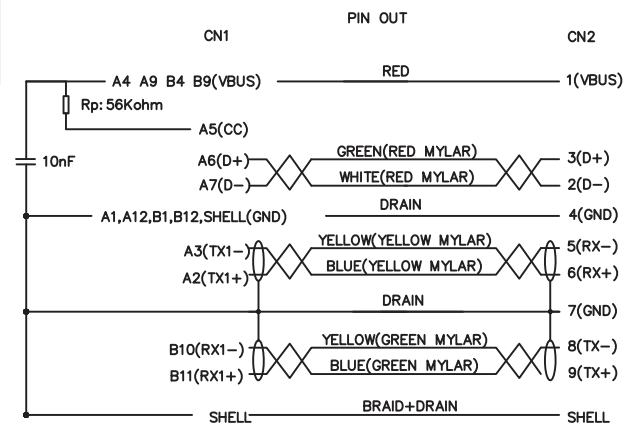 PIN OUT
CN1 CN2
A4 A9 B4 B9(VBUS) RED 1(VBUS)
Rp: 56Kohm
A5(CC)
10nF
A6(D+) GREEN(RED MYLAR) 3(D+)
A7(D-) WHITE(RED MYLAR) 2(D-)
A1,A12,B1,B12,SHELL(GND) DRAIN 4(GND)
A3(TX1-) YELLOW(YELLOW MYLAR) 5(RX-)
A2(TX1+) BLUE(YELLOW MYLAR) 6(RX+)
DRAIN 7(GND)
B10(RX1-) YELLOW(GREEN MYLAR) 8(TX-)
B11(RX1+) BLUE(GREEN MYLAR) 9(TX+)
SHELL BRAID+DRAIN SHELL